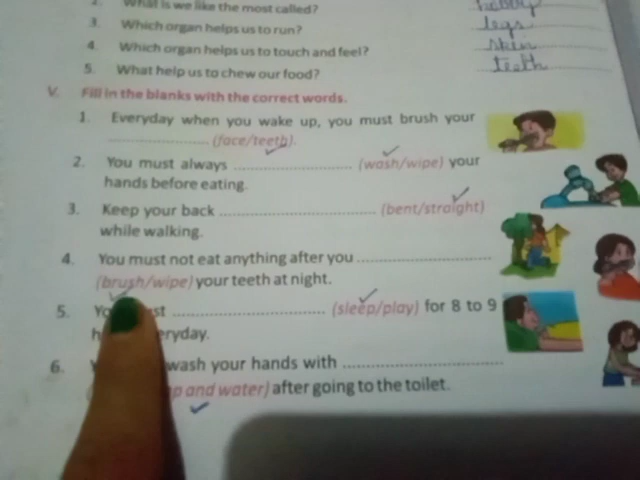 2. What is we like the most called? hobby
3. Which organ helps us to run? legs
4. Which organ helps us to touch and feel? skin
5. What help us to chew our food? teeth
V. Fill in the blanks with the correct words.
1. Everyday when you wake up, you must brush your
.......................... (face/teeth).
2. You must always .............................. (wash/wipe) your
hands before eating.
3. Keep your back ........................................ (bent/straight)
while walking.
4. You must not eat anything after you ..................................
(brush/wipe) your teeth at night.
5. ...................................... (sleep/play) for 8 to 9
6. wash your hands with ........................................
and water) after going to the toilet.